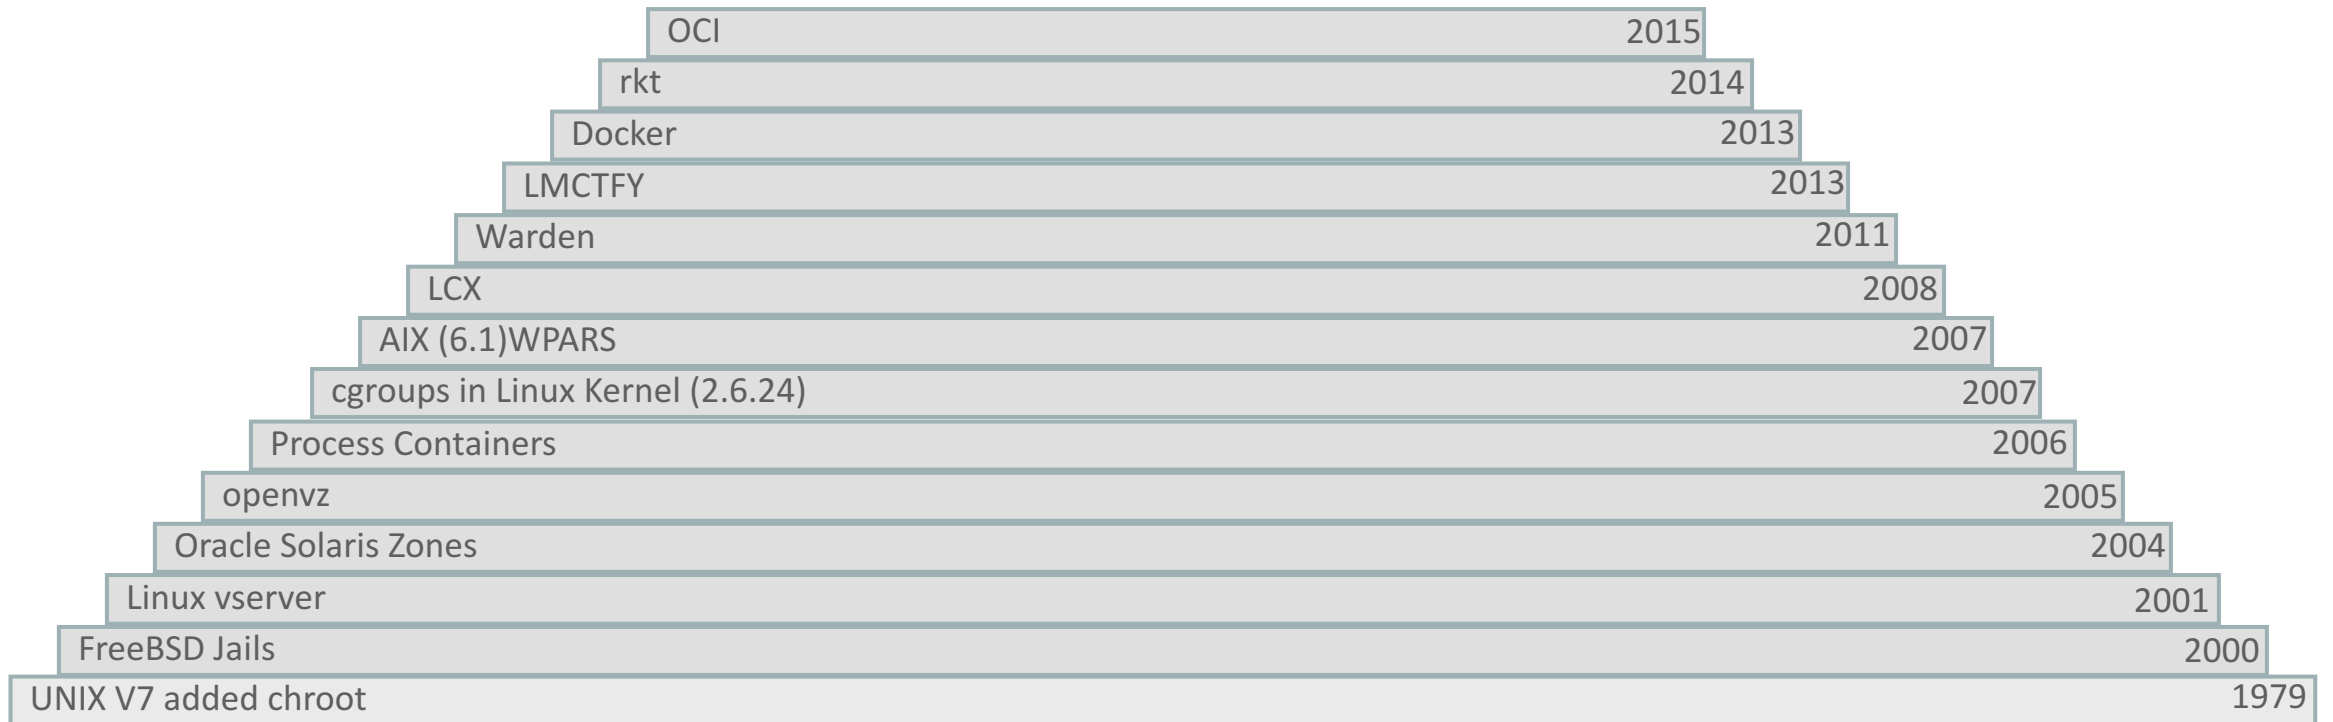 OCI 2015
rkt 2014
Docker 2013
LMCTFY 2013
Warden 2011
LCX 2008
AIX (6.1)WPARS 2007
cgroups in Linux Kernel (2.6.24) 2007
Process Containers 2006
openvz 2005
Oracle Solaris Zones 2004
Linux vserver 2001
FreeBSD Jails 2000
UNIX V7 added chroot 1979